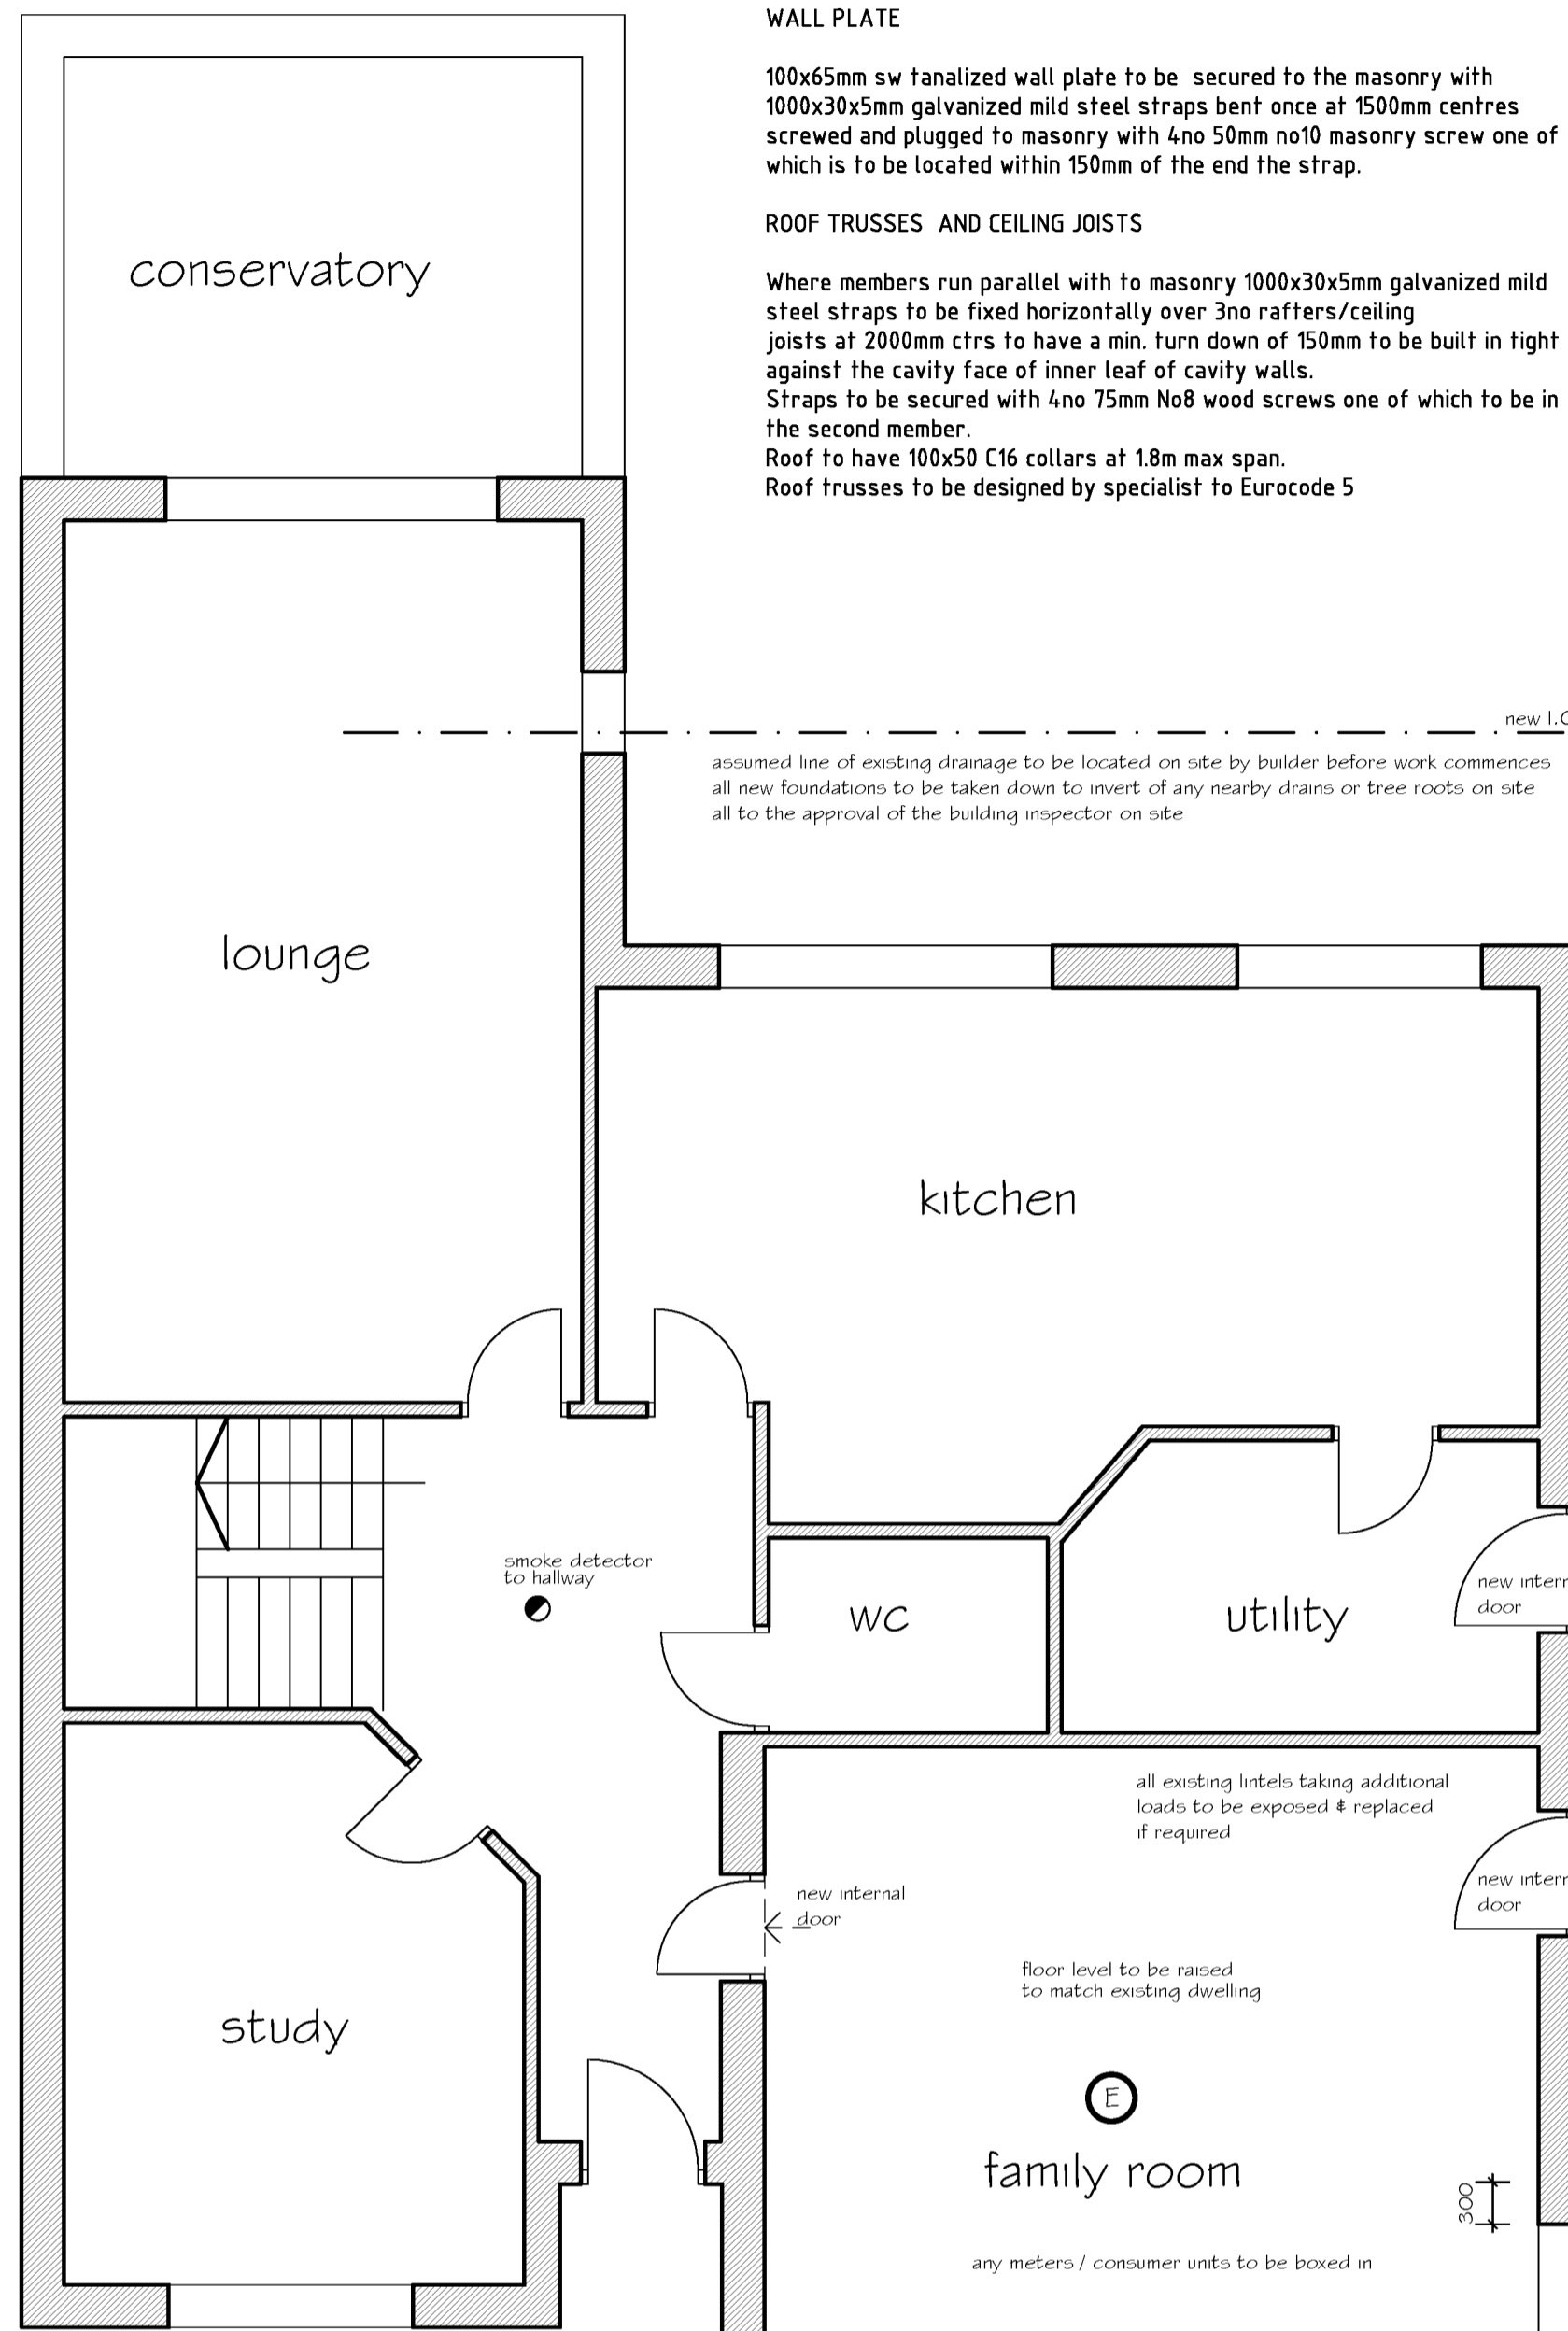 WALL PLATE
100x65mm sw tanalized wall plate to be secured to the masonry with
1000x30x5mm galvanized mild steel straps bent once at 1500mm centres
screwed and plugged to masonry with 4no 50mm no10 masonry screw one of
which is to be located within 150mm of the end the strap.
ROOF TRUSSES AND CEILING JOISTS
Where members run parallel with to masonry 1000x30x5mm galvanized mild
steel straps to be fixed horizontally over 3no rafters/ceiling
joists at 2000mm ctrs to have a min. turn down of 150mm to be built in tight
against the cavity face of inner leaf of cavity walls.
Straps to be secured with 4no 75mm No8 wood screws one of which to be in
the second member.
Roof to have 100x50 C16 collars at 1.8m max span.
Roof trusses to be designed by specialist to Eurocode 5
conservatory
new I.C
assumed line of existing drainage to be located on site by builder before work commences
all new foundations to be taken down to invert of any nearby drains or tree roots on site
all to the approval of the building inspector on site
lounge
kitchen
smoke detector
to hallway
wc
utility
new intern
door
all existing lintels taking additional
loads to be exposed & replaced
if required
new internal
door
new intern
door
floor level to be raised
to match existing dwelling
study
E
family room
300
any meters / consumer units to be boxed in